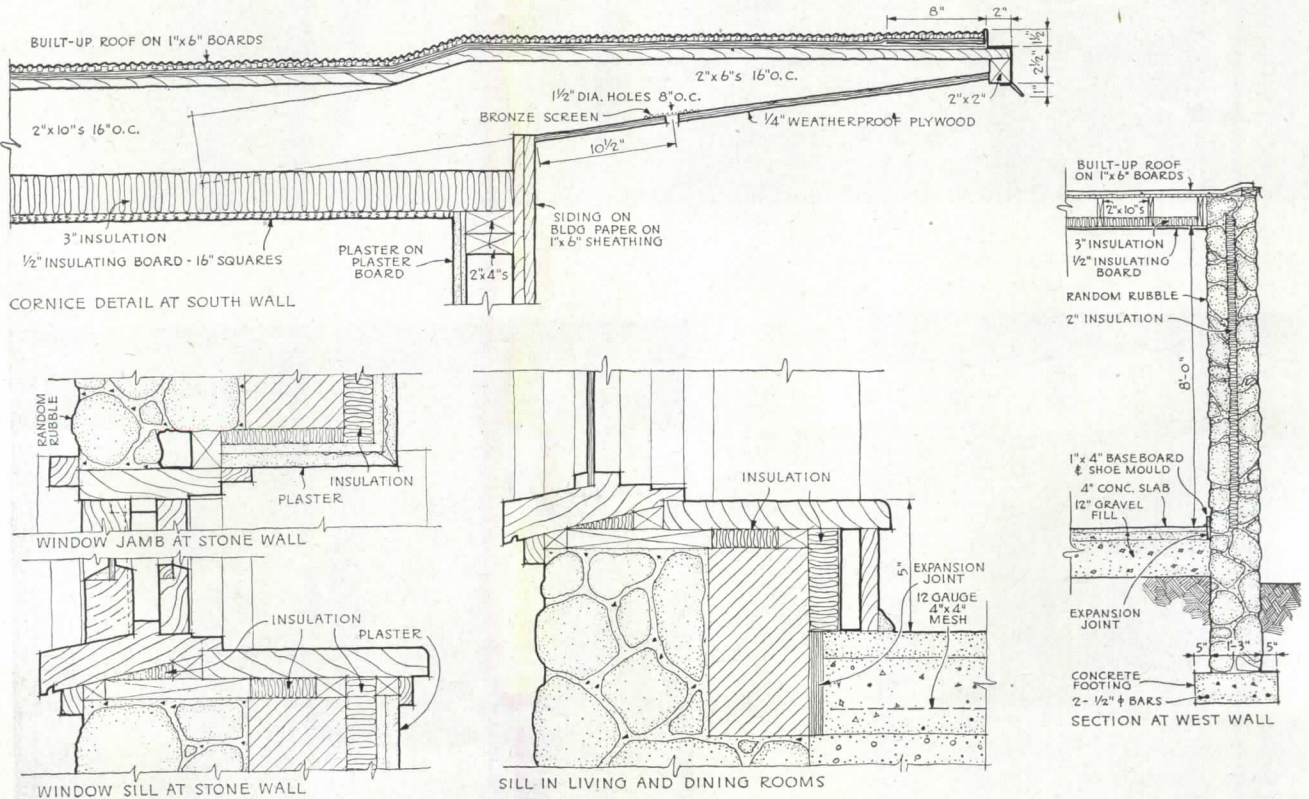 BUILT-UP ROOF ON 1"x6" BOARDS
8"
2"
1½"
2½"
1"
2"x6"s 16"O.C.
1½" DIA. HOLES 8"O.C.
2"x2"
BRONZE SCREEN
¼" WEATHERPROOF PLYWOOD
2"x10"s 16"O.C.
10½"
3" INSULATION
½" INSULATING BOARD - 16" SQUARES
PLASTER ON
PLASTER
BOARD
2"x4"s
SIDING ON
BLDG PAPER ON
1"x6" SHEATHING
CORNICE DETAIL AT SOUTH WALL
BUILT-UP ROOF
ON 1"x6" BOARDS
2"x10"s
3" INSULATION
½" INSULATING
BOARD
RANDOM RUBBLE
2" INSULATION
8'-0"
1"x4" BASEBOARD
& SHOE MOULD
4" CONC. SLAB
12" GRAVEL
FILL
EXPANSION
JOINT
5"
1'-3"
5"
CONCRETE
FOOTING
2- ½" ϕ BARS
SECTION AT WEST WALL
RANDOM
RUBBLE
INSULATION
PLASTER
WINDOW JAMB AT STONE WALL
INSULATION
PLASTER
WINDOW SILL AT STONE WALL
INSULATION
5"
EXPANSION
JOINT
12 GAUGE
4"x4"
MESH
SILL IN LIVING AND DINING ROOMS